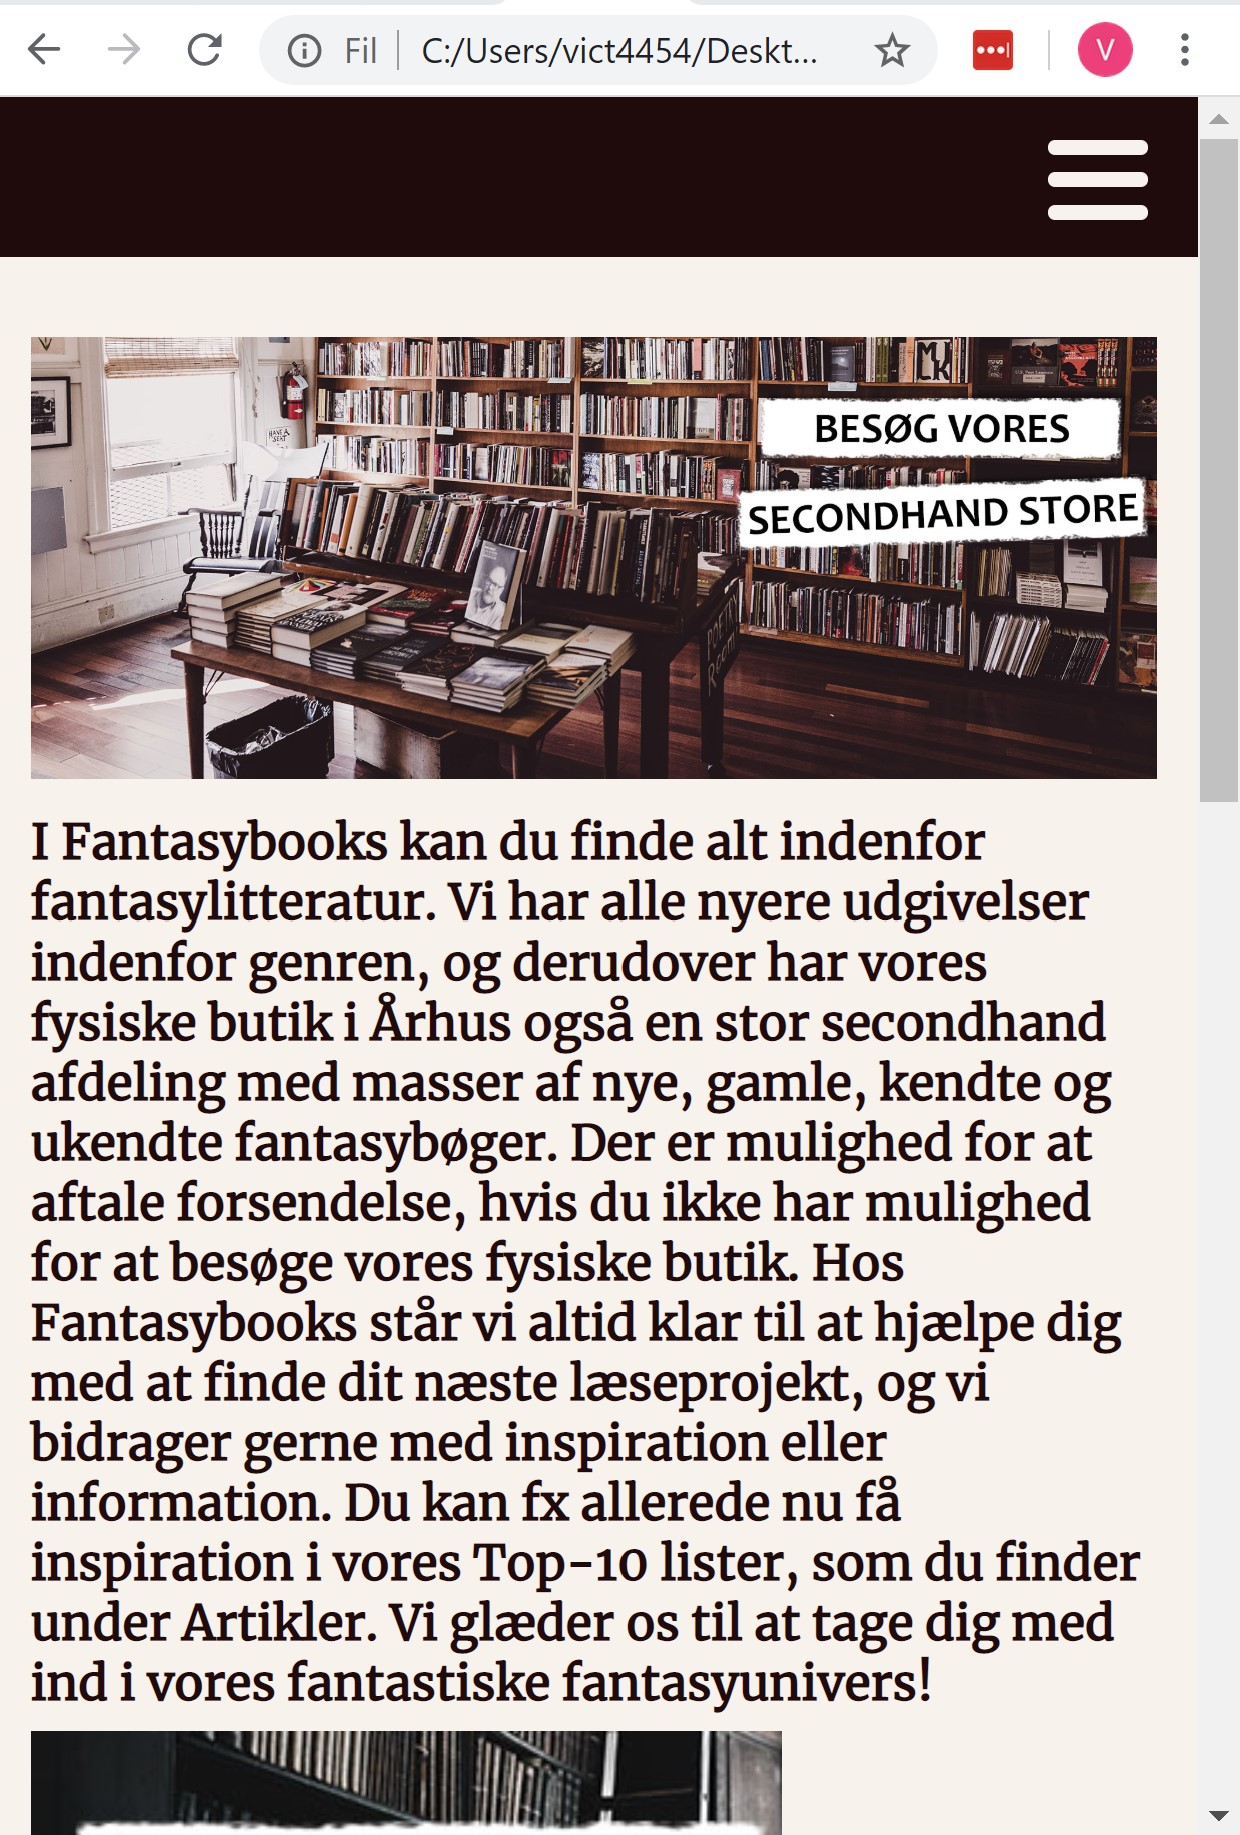 Fil
C:/Users/vict4454/Deskt...
V
HAVE A
SEAT
BESØG VORES
SECONDHAND STORE
I Fantasybooks kan du finde alt indenfor
fantasylitteratur. Vi har alle nyere udgivelser
indenfor genren, og derudover har vores
fysiske butik i Århus også en stor secondhand
afdeling med masser af nye, gamle, kendte og
ukendte fantasybøger. Der er mulighed for at
aftale forsendelse, hvis du ikke har mulighed
for at besøge vores fysiske butik. Hos
Fantasybooks står vi altid klar til at hjælpe dig
med at finde dit næste læseprojekt, og vi
bidrager gerne med inspiration eller
information. Du kan fx allerede nu få
inspiration i vores Top-10 lister, som du finder
under Artikler. Vi glæder os til at tage dig med
ind i vores fantastiske fantasyunivers!